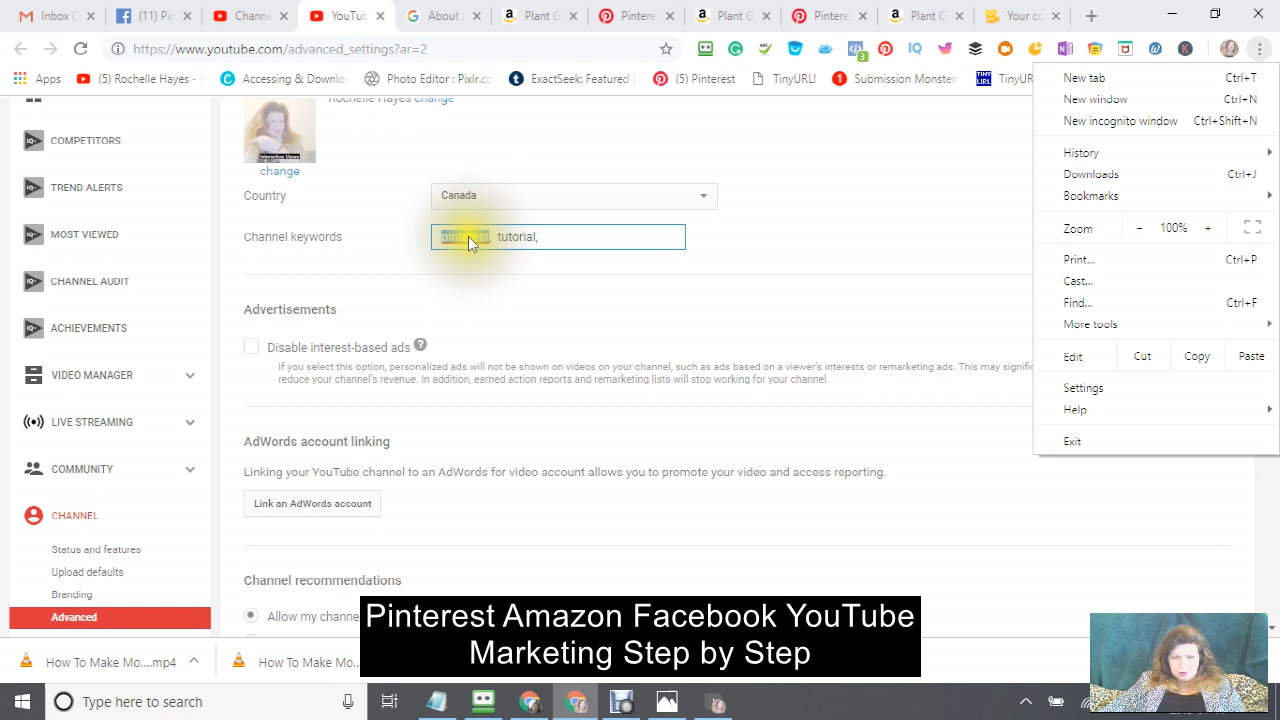 Inbox (
(11) Pin
Channe
YouTub
About
Plant G
Pintere
Plant G
Pintere
Plant G
Your co
https://www.youtube.com/advanced_settings?ar=2
3
Apps
(5) Rochelle Hayes -
Accessing & Downlo
Photo Editor : Pixlr.co
ExactSeek: Featured
(5) Pinterest
TinyURL!
Submission Monster
TinyUR
New tab Ctrl+T
New window Ctrl+N
New incognito window Ctrl+Shift+N
History
Downloads Ctrl+J
Bookmarks
Zoom - 100% +
Print... Ctrl+P
Cast...
Find... Ctrl+F
More tools
Edit Cut Copy Paste
Settings
Help
Exit
COMPETITORS
TREND ALERTS
MOST VIEWED
CHANNEL AUDIT
ACHIEVEMENTS
VIDEO MANAGER
LIVE STREAMING
COMMUNITY
CHANNEL
Status and features
Upload defaults
Branding
Advanced
Rochelle Hayes change
Interactive Views
change
Country Canada
Channel keywords pinterest, tutorial,
Advertisements
Disable interest-based ads ?
If you select this option, personalized ads will not be shown on videos on your channel, such as ads based on a viewer's interests or remarketing ads. This may signific
reduce your channel's revenue. In addition, earned action reports and remarketing lists will stop working for your channel.
AdWords account linking
Linking your YouTube channel to an AdWords for video account allows you to promote your video and access reporting.
Link an AdWords account
Channel recommendations
Allow my channe
Pinterest Amazon Facebook YouTube
Marketing Step by Step
How To Make Mo....mp4
How To Make Mo..
Type here to search